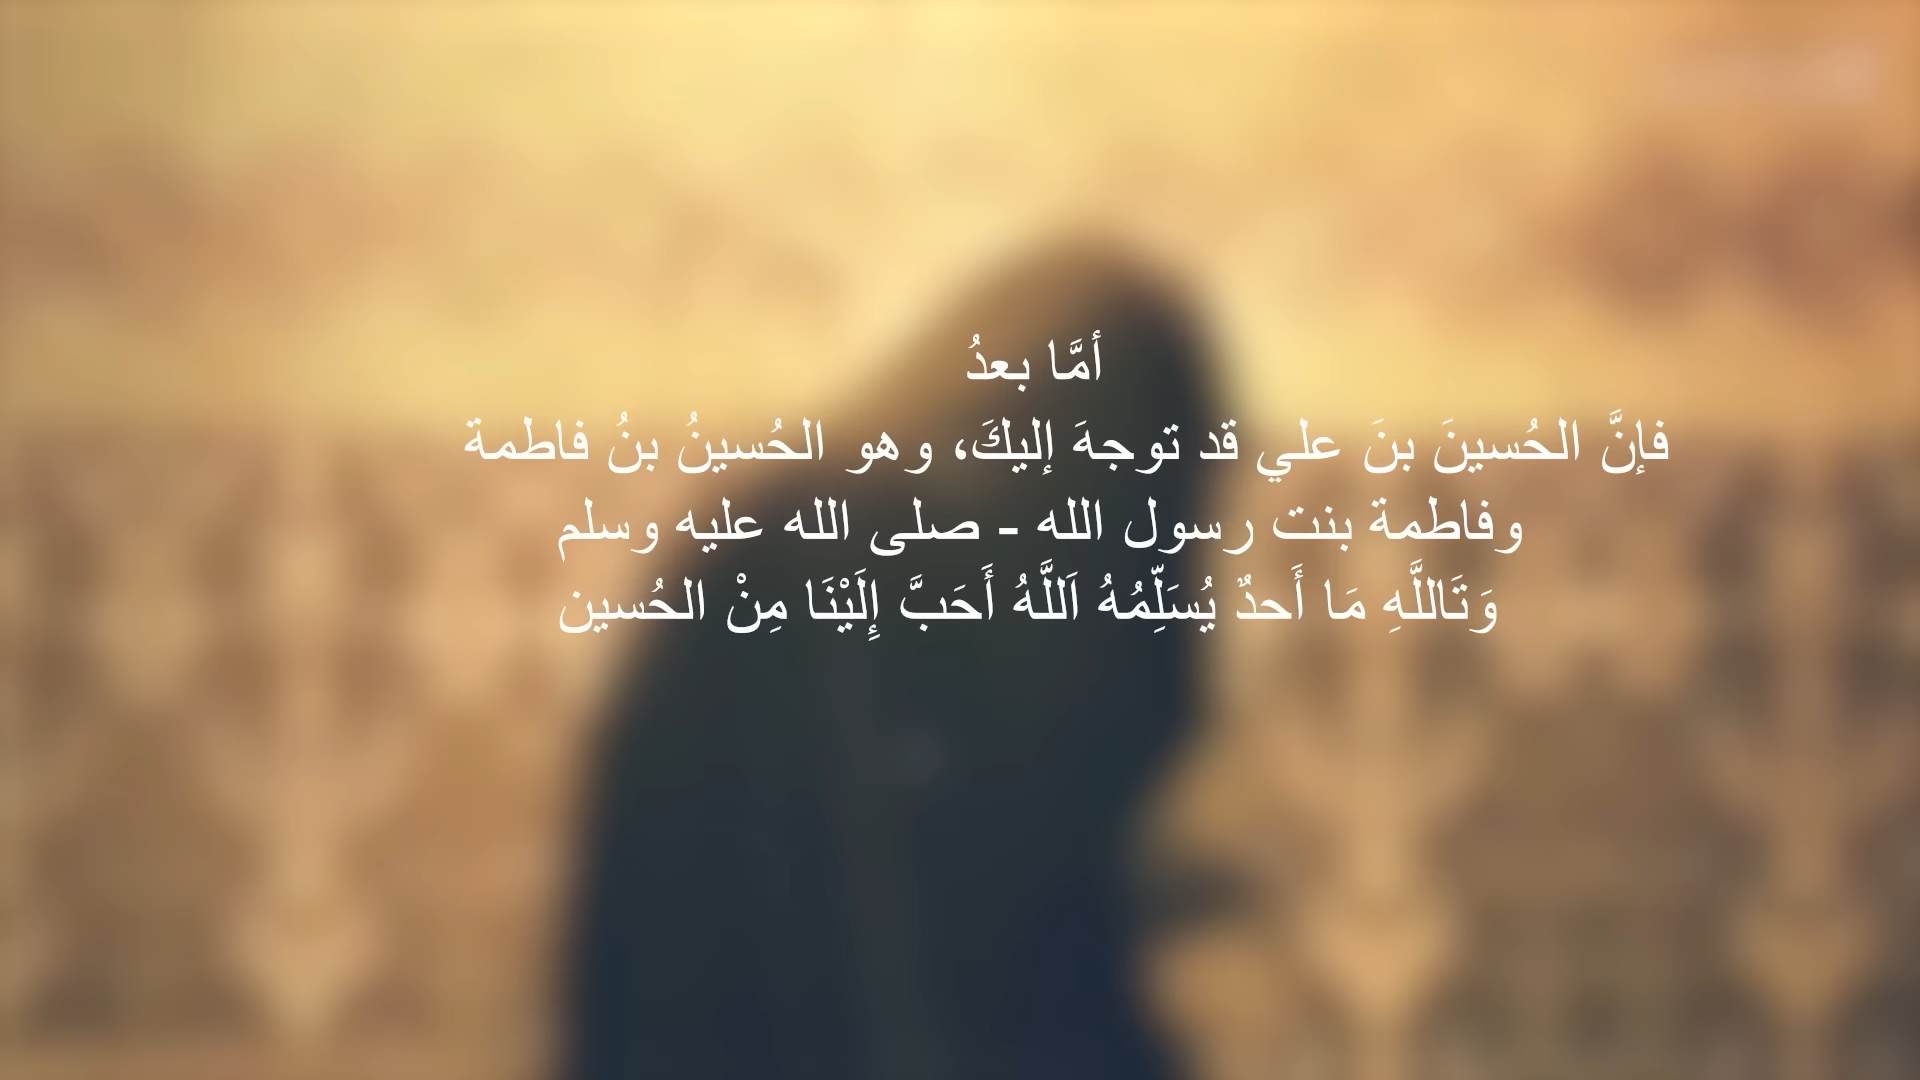 أمَّا بعدُ
فإنَّ الحُسينَ بنَ علي قد توجهَ إليكَ، وهو الحُسينُ بنُ فاطمة
وفاطمة بنت رسول الله - صلى الله عليه وسلم
وَتَاللَّهِ مَا أَحدٌ يُسَلِّمُهُ اَللَّهُ أَحَبَّ إِلَيْنَا مِنْ الحُسين